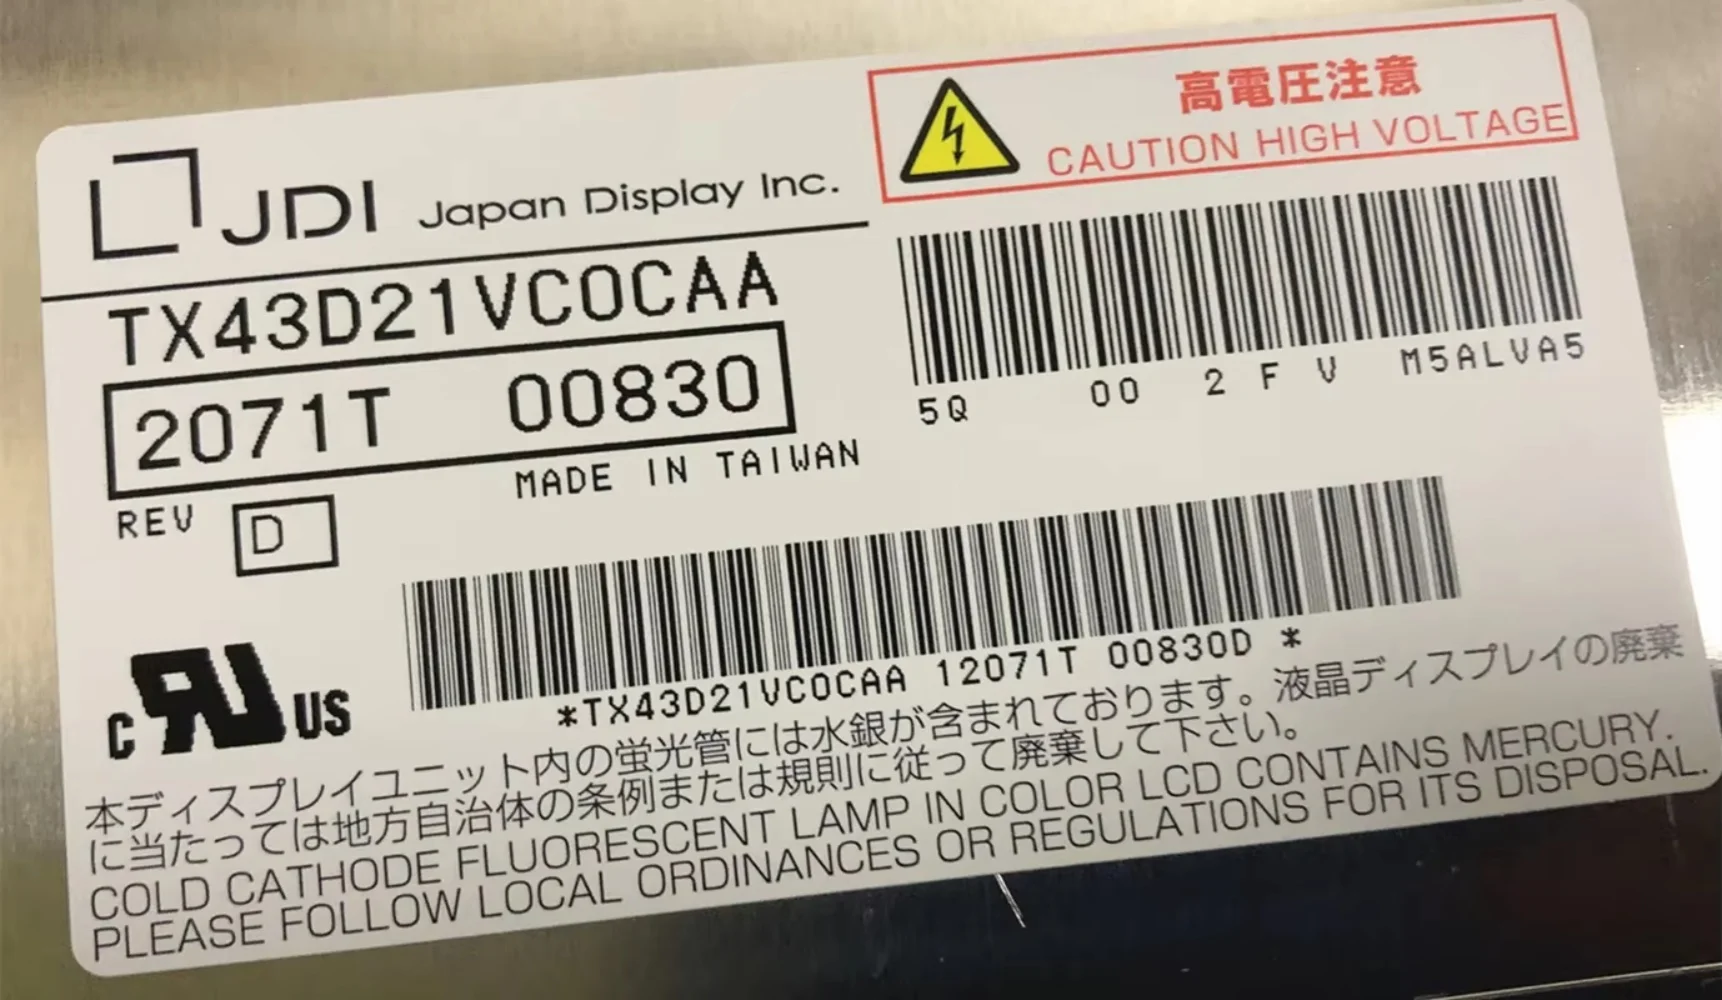 JDI Japan Display Inc.
高電圧注意
CAUTION HIGH VOLTAGE
TX43D21VC0CAA
2071T 00830
MADE IN TAIWAN
REV D
5Q 00 2 F V M5ALVA5
C RU US
*TX43D21VC0CAA 12071T 00830D *
本ディスプレイユニット内の蛍光管には水銀が含まれております。液晶ディスプレイの廃棄
に当たっては地方自治体の条例または規則に従って廃棄して下さい。
COLD CATHODE FLUORESCENT LAMP IN COLOR LCD CONTAINS MERCURY.
PLEASE FOLLOW LOCAL ORDINANCES OR REGULATIONS FOR ITS DISPOSAL.